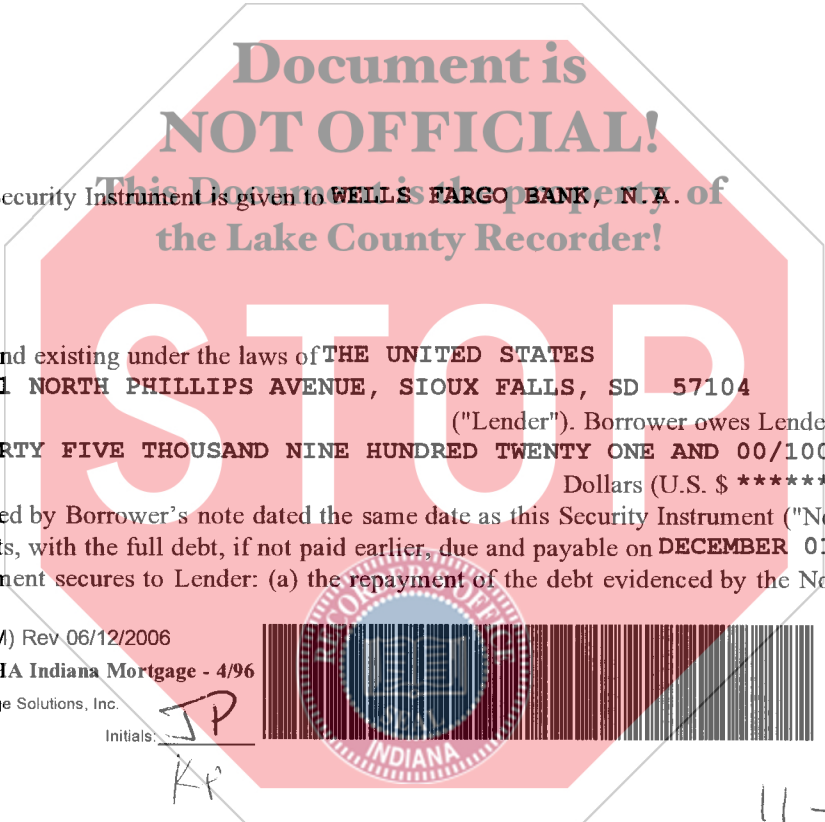 Document is
NOT OFFICIAL!
This Document is the property of
ecurity Instrument is given to WELLS FARGO BANK, N.A.
the Lake County Recorder!
STOP
nd existing under the laws of THE UNITED STATES
1 NORTH PHILLIPS AVENUE, SIOUX FALLS, SD 57104
("Lender"). Borrower owes Lende
RTY FIVE THOUSAND NINE HUNDRED TWENTY ONE AND 00/100
Dollars (U.S. $ ******
ed by Borrower's note dated the same date as this Security Instrument ("No
ts, with the full debt, if not paid earlier, due and payable on DECEMBER 01
ment secures to Lender: (a) the repayment of the debt evidenced by the No
RECORDER'S OFFICE
SEAL
INDIANA
M) Rev 06/12/2006
HA Indiana Mortgage - 4/96
e Solutions, Inc.
Initials: JP
11 -